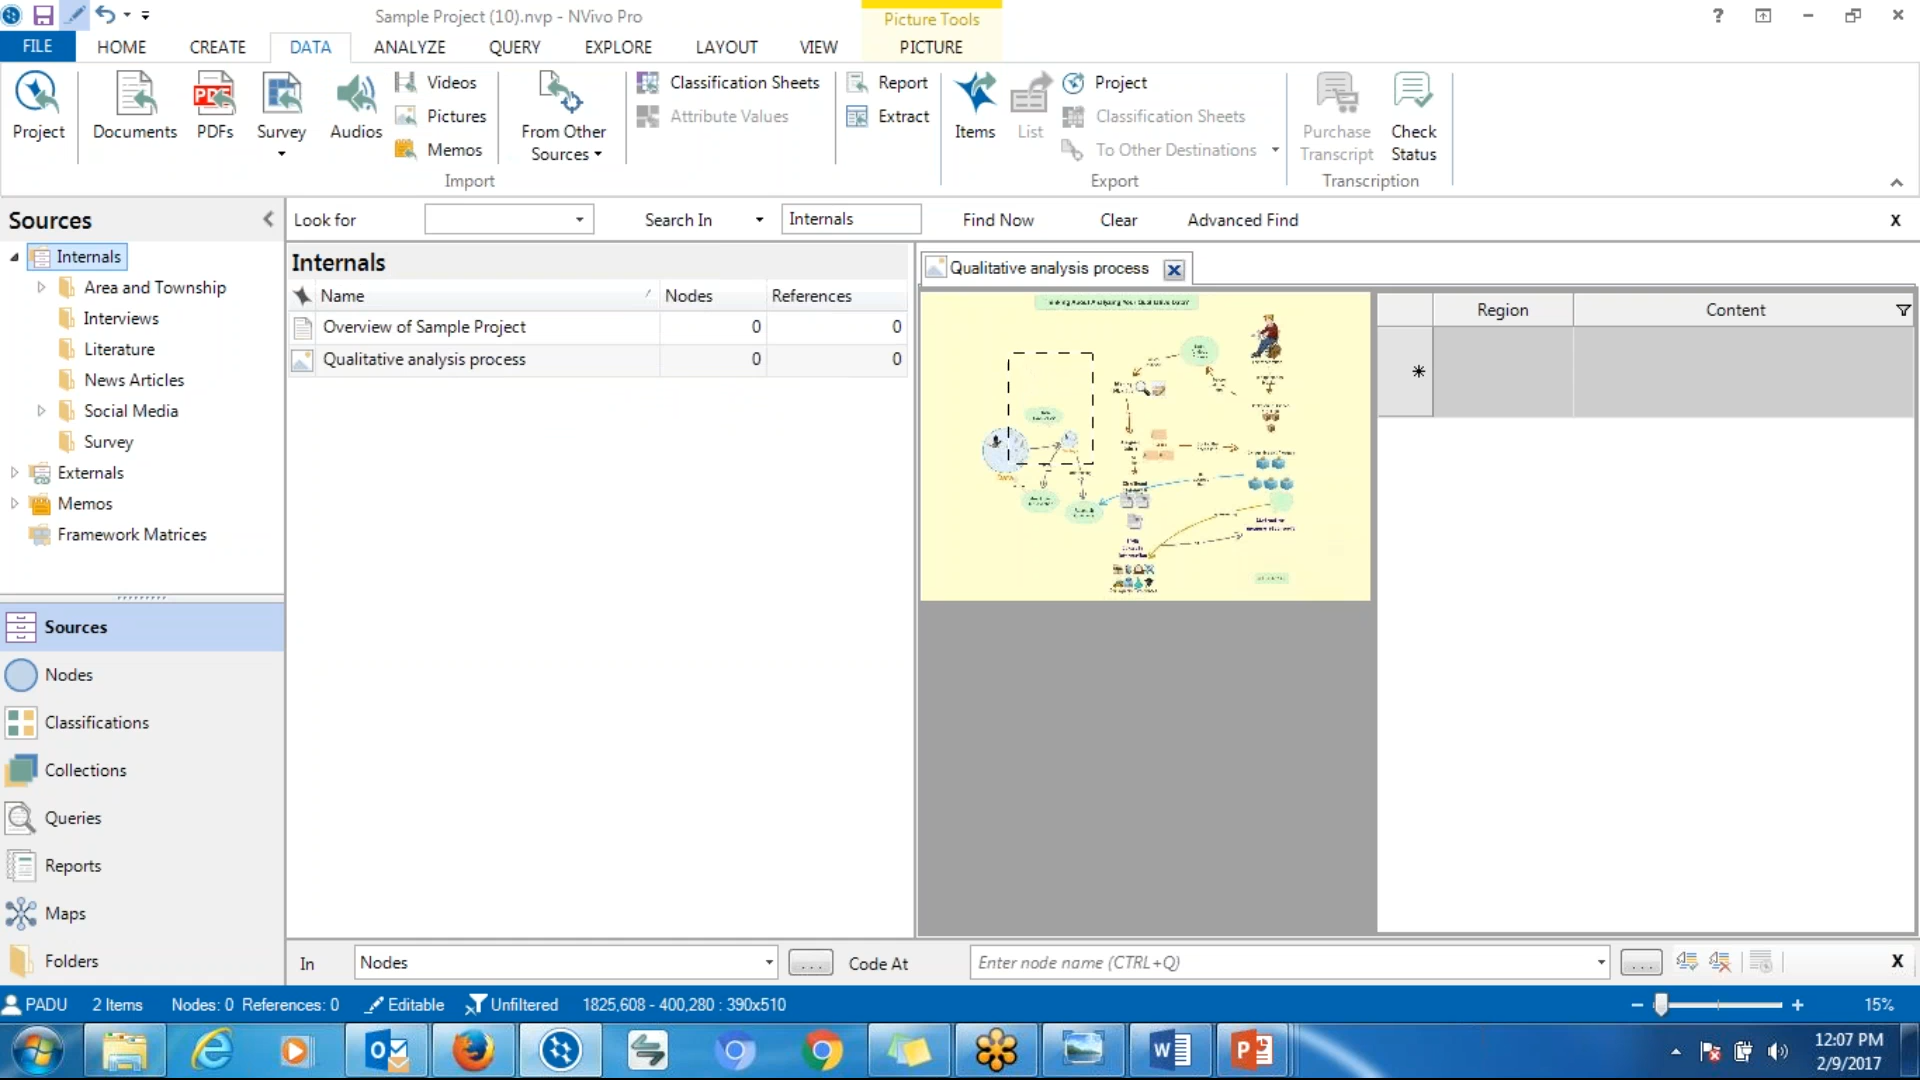 Sample Project (10).nvp - NVivo Pro
Picture Tools
?
FILE
HOME
CREATE
DATA
ANALYZE
QUERY
EXPLORE
LAYOUT
VIEW
PICTURE
Project
Documents
PDF
PDFs
Survey
Audios
Videos
Pictures
Memos
From Other
Sources
Classification Sheets
Attribute Values
Report
Extract
Items
List
Project
Classification Sheets
To Other Destinations
Purchase
Transcript
Check
Status
Import
Export
Transcription
Sources
Look for
Search In
Internals
Find Now
Clear
Advanced Find
X
Internals
Area and Township
Interviews
Literature
News Articles
Social Media
Survey
Externals
Memos
Framework Matrices
Internals
Name
Nodes
References
Overview of Sample Project
0
0
Qualitative analysis process
0
0
Qualitative analysis process
Thinking About Analyzing Your Qualitative Data?
Region
Content
Sources
Nodes
Classifications
Collections
Queries
Reports
Maps
Folders
In
Nodes
...
Code At
Enter node name (CTRL+Q)
...
X
PADU
2 Items
Nodes: 0 References: 0
Editable
Unfiltered
1825,608 - 400,280 : 390x510
15%
12:07 PM
2/9/2017